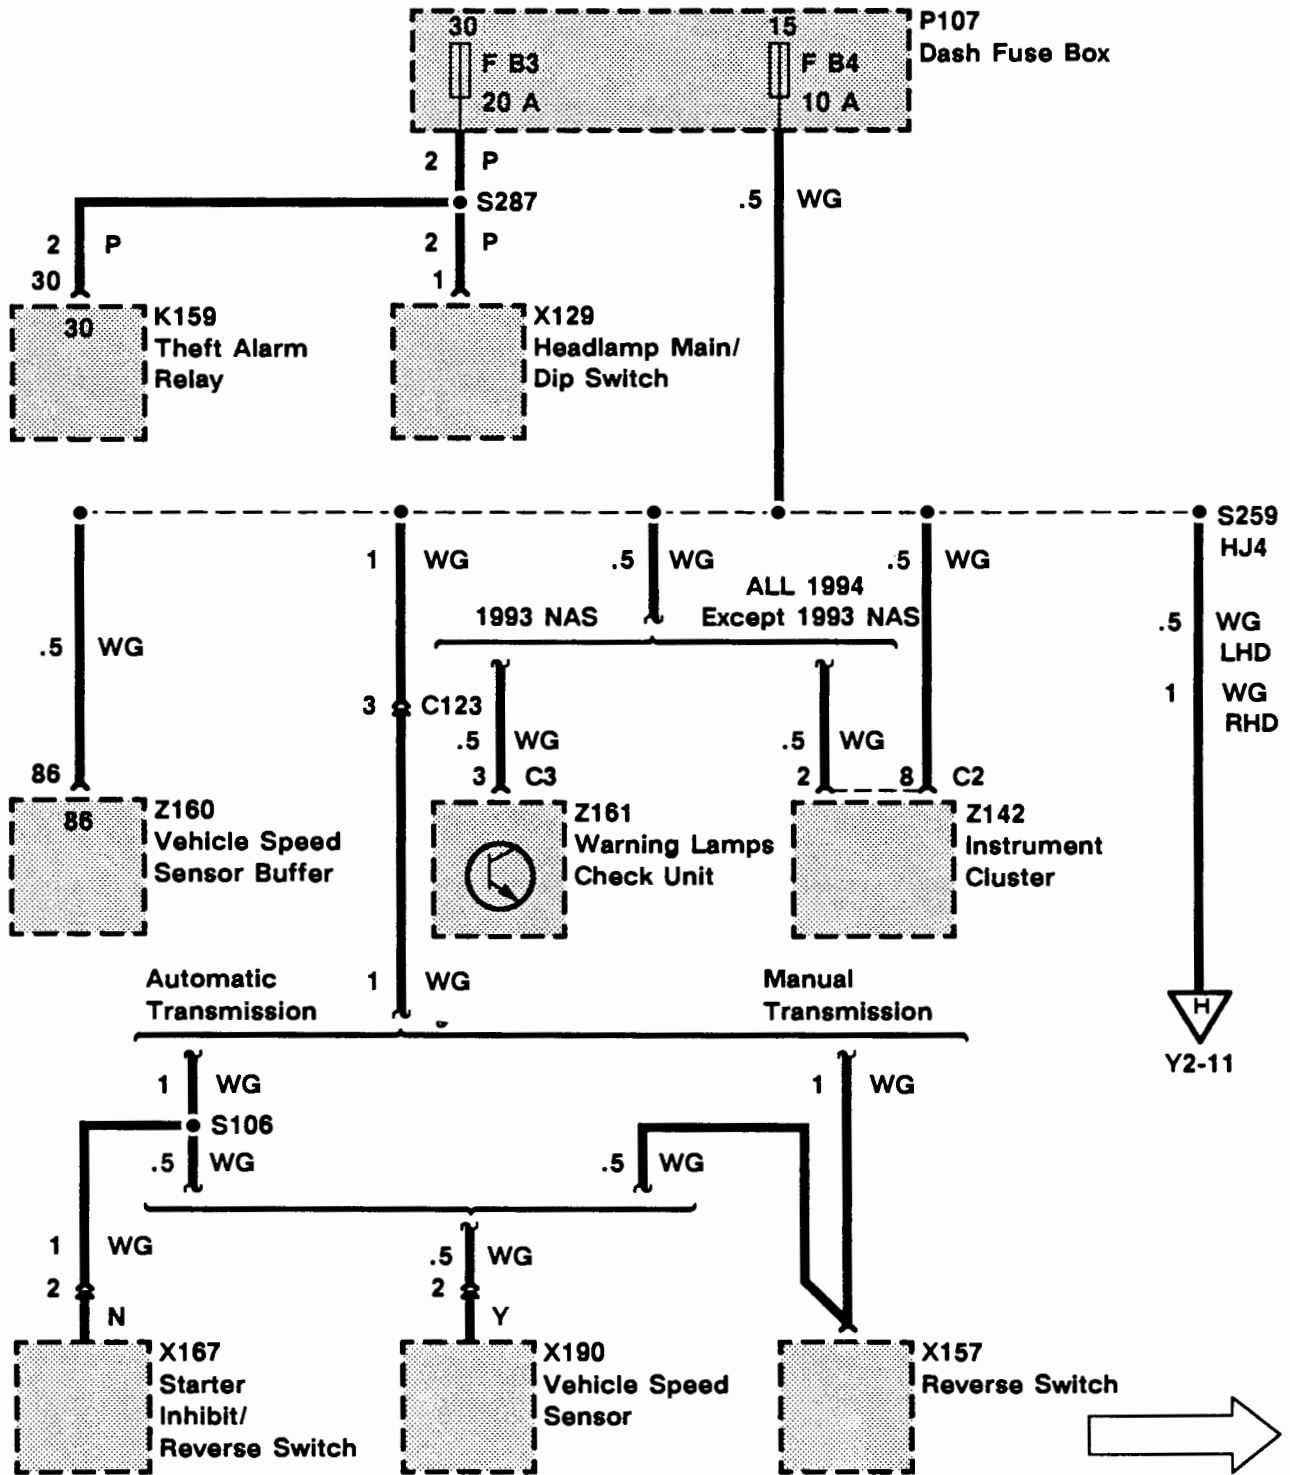 30
15
P107
Dash Fuse Box
F B3
F B4
20 A
10 A
2 P
S287
.5 WG
2 P
2 P
30
1
30
K159
Theft Alarm
Relay
X129
Headlamp Main/
Dip Switch
S259
HJ4
1 WG
.5 WG
.5 WG
ALL 1994
1993 NAS
Except 1993 NAS
.5 WG
LHD
.5 WG
1 WG
RHD
3 C123
.5 WG
.5 WG
86
3 C3
2
8 C2
86
Z160
Vehicle Speed
Sensor Buffer
Z161
Warning Lamps
Check Unit
Z142
Instrument
Cluster
Automatic
Transmission
1 WG
Manual
Transmission
H
Y2-11
1 WG
1 WG
S106
.5 WG
.5 WG
1 WG
.5 WG
2
2
N
Y
X167
Starter
Inhibit/
Reverse Switch
X190
Vehicle Speed
Sensor
X157
Reverse Switch